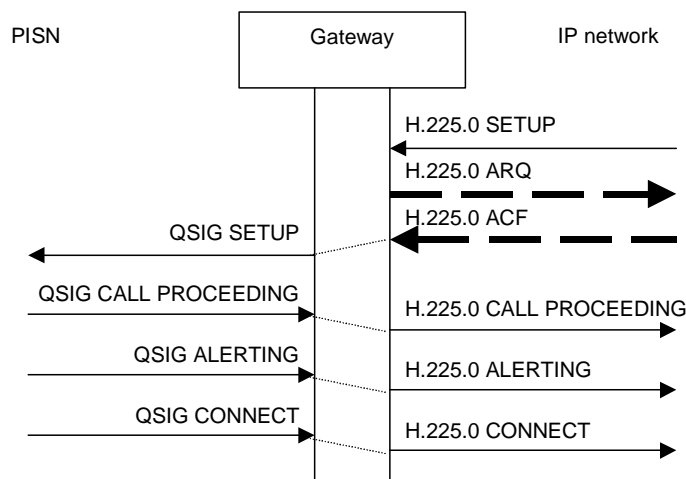 PISN
Gateway
IP network
H.225.0 SETUP
H.225.0 ARQ
H.225.0 ACF
QSIG SETUP
QSIG CALL PROCEEDING
H.225.0 CALL PROCEEDING
QSIG ALERTING
H.225.0 ALERTING
QSIG CONNECT
H.225.0 CONNECT